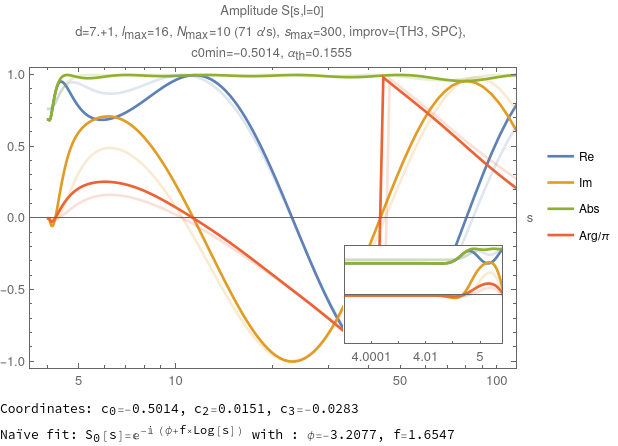 Amplitude S[s,l=0]
d=7.+1, lmax=16, Nmax=10 (71 α's), smax=300, improv={TH3, SPC},
c0min=-0.5014, αth=0.1555
1.0
0.5
0.0
-0.5
-1.0
s
Re
Im
Abs
Arg/π
4.0001 4.01 5
5 10 50 100
Coordinates: c0=-0.5014, c2=0.0151, c3=-0.0283
Naïve fit: S0[s]=e^-i (ϕ+f×Log[s]) with : ϕ=-3.2077, f=1.6547